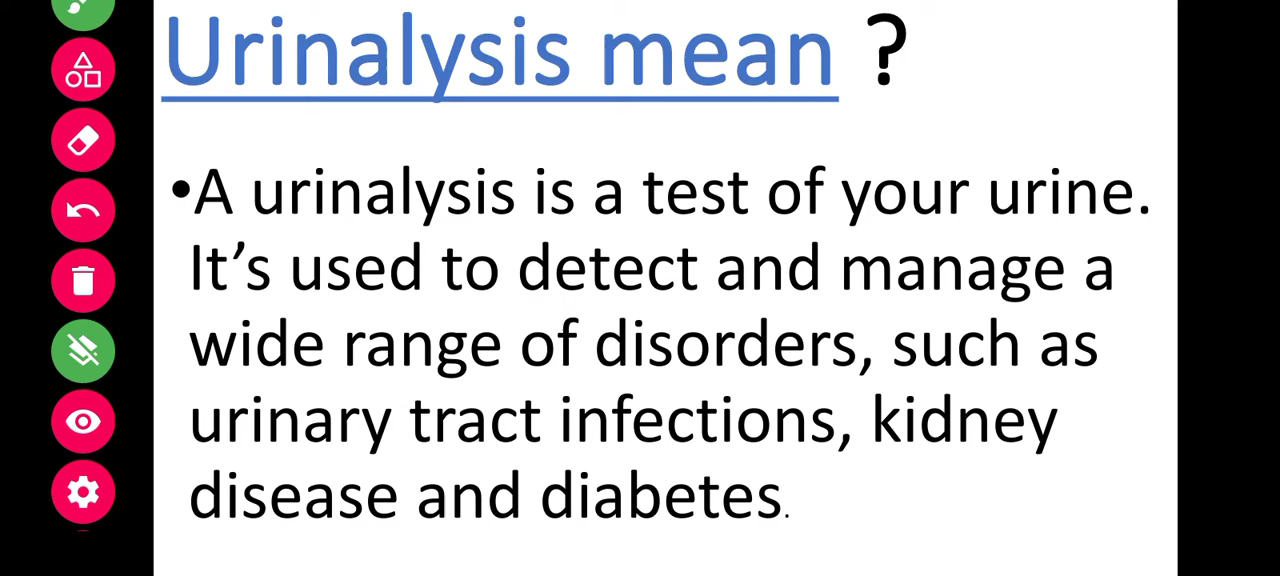 Urinalysis mean ?
•A urinalysis is a test of your urine.
It’s used to detect and manage a
wide range of disorders, such as
urinary tract infections, kidney
disease and diabetes.